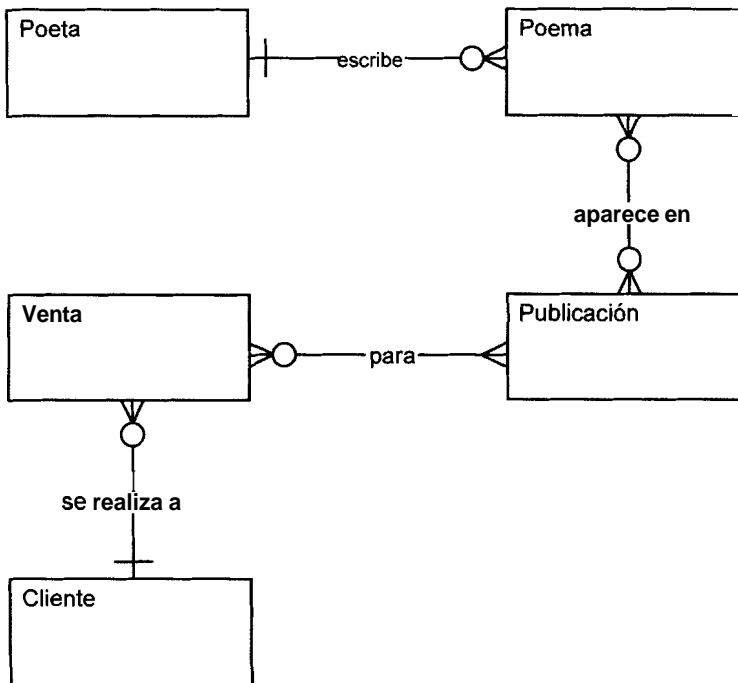 Poeta
escribe
Poema
aparece en
Venta
para
Publicación
se realiza a
Cliente